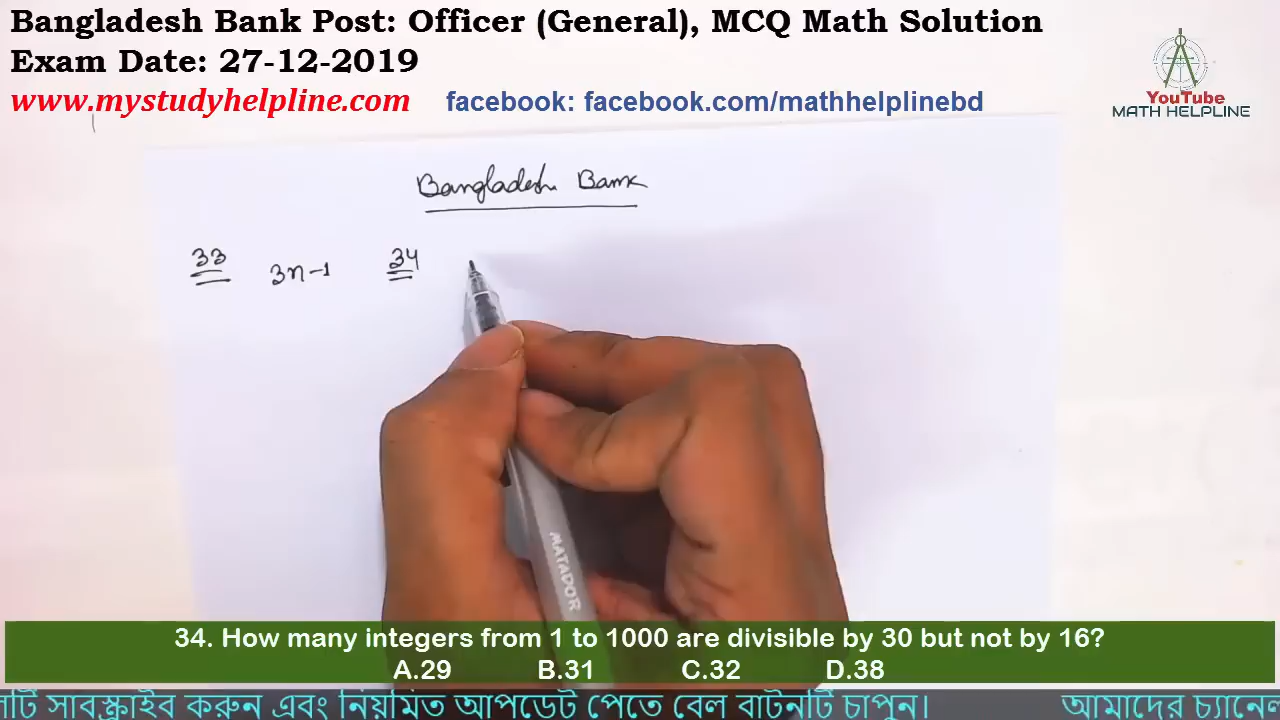 Bangladesh Bank Post: Officer (General), MCQ Math Solution
Exam Date: 27-12-2019
www.mystudyhelpline.com facebook: facebook.com/mathhelplinebd
YouTube
MATH HELPLINE
Bangladesh Bank
33 3n-1 34
MATADOR
34. How many integers from 1 to 1000 are divisible by 30 but not by 16?
A.29 B.31 C.32 D.38
সাবস্ক্রাইব করুন এবং নিয়মিত আপডেট পেতে বেল বাটনটি চাপুন। আমাদের